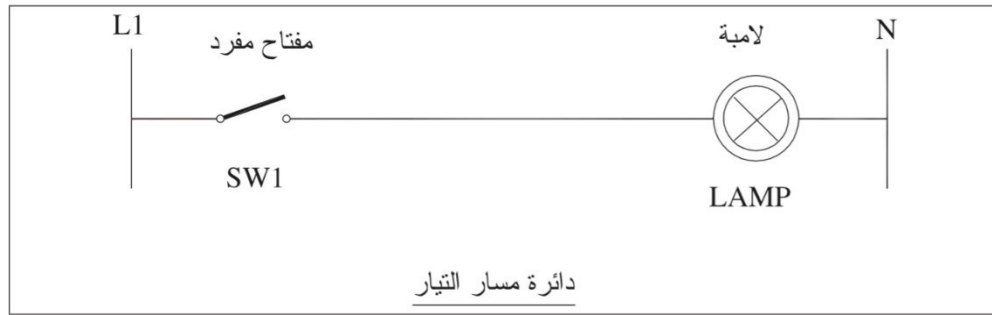 L1
مفتاح مفرد
لامبة
N
SW1
LAMP
دائرة مسار التيار